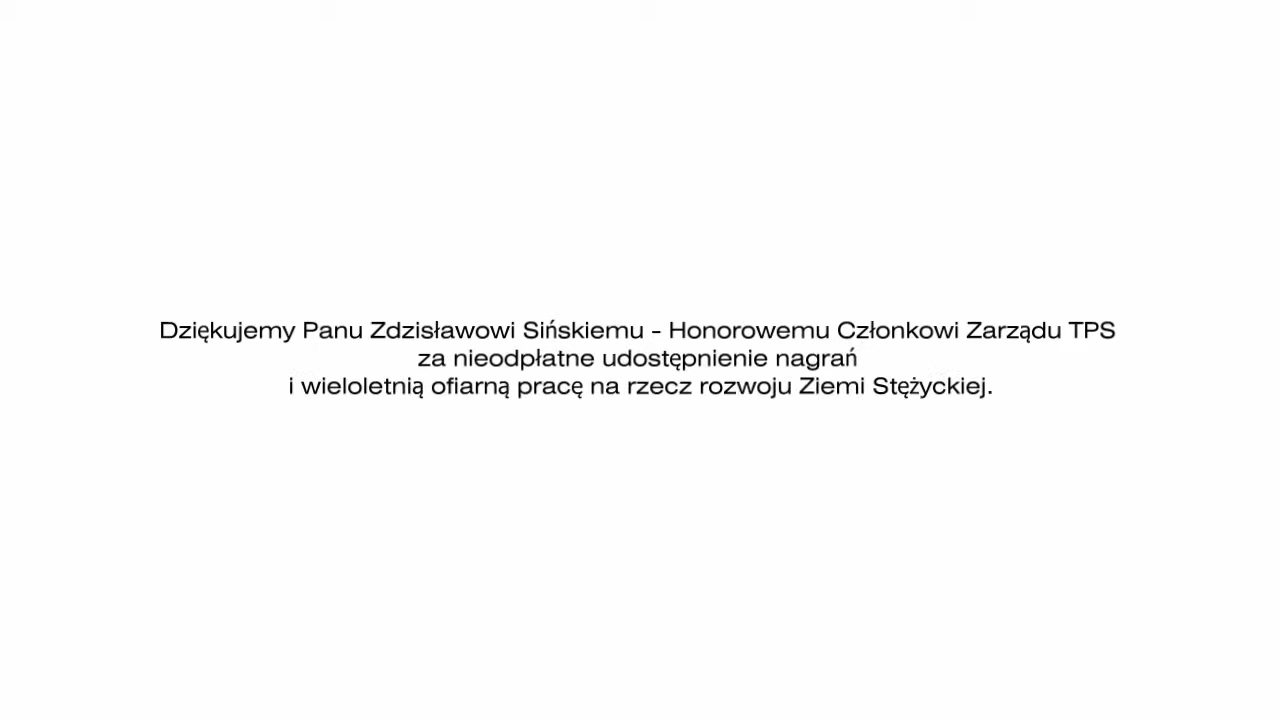 Dziękujemy Panu Zdzisławowi Sińskiemu - Honorowemu Członkowi Zarządu TPS
za nieodpłatne udostępnienie nagrań
i wieloletnią ofiarną pracę na rzecz rozwoju Ziemi Stężyckiej.